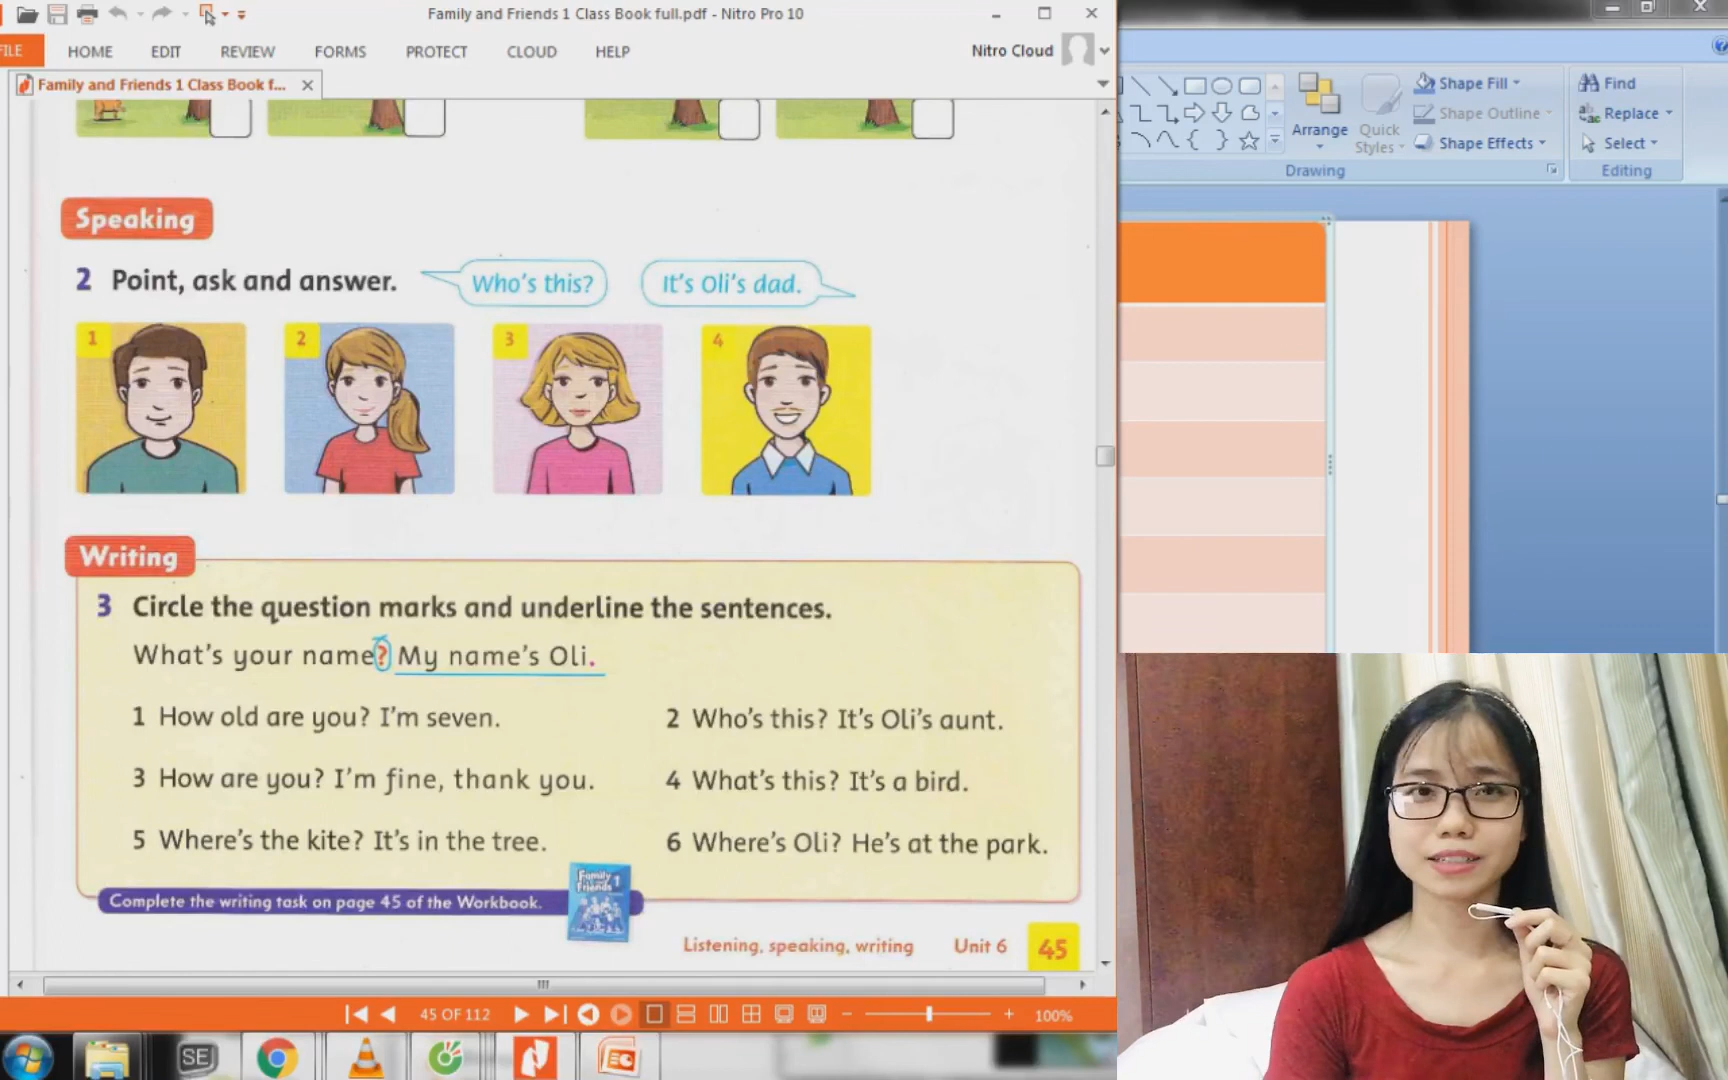 Family and Friends 1 Class Book full.pdf - Nitro Pro 10
FILE HOME EDIT REVIEW FORMS PROTECT CLOUD HELP Nitro Cloud
Family and Friends 1 Class Book f...
Speaking
2 Point, ask and answer.
Who's this?
It's Oli's dad.
1 2 3 4
Writing
3 Circle the question marks and underline the sentences.
What's your name? My name's Oli.
1 How old are you? I'm seven.
2 Who's this? It's Oli's aunt.
3 How are you? I'm fine, thank you.
4 What's this? It's a bird.
5 Where's the kite? It's in the tree.
6 Where's Oli? He's at the park.
Complete the writing task on page 45 of the Workbook.
Family and Friends 1
Listening, speaking, writing Unit 6 45
45 OF 112
100%
SE
Arrange
Quick Styles
Shape Fill
Shape Outline
Shape Effects
Drawing
Find
Replace
Select
Editing